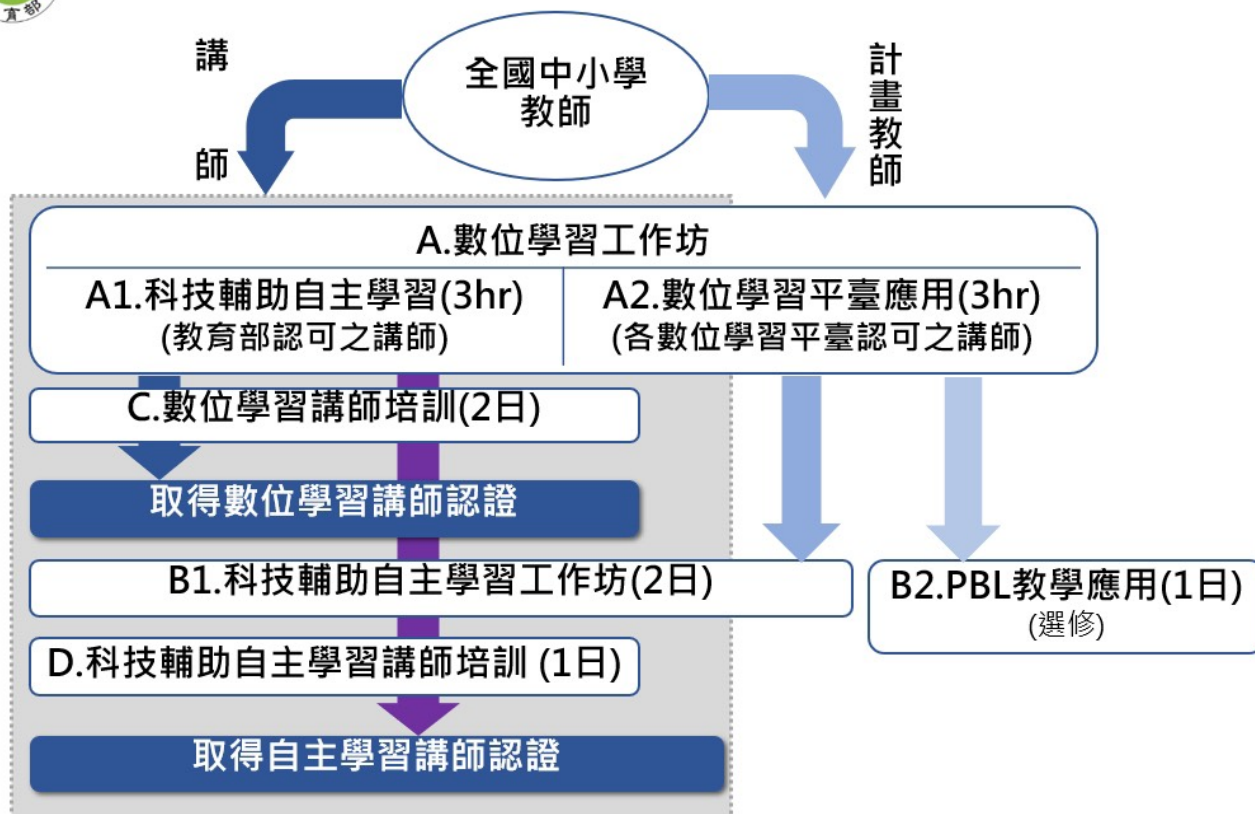 育部
全國中小學
教師
講師
計畫教師
A.數位學習工作坊
A1.科技輔助自主學習(3hr)
(教育部認可之講師)
A2.數位學習平臺應用(3hr)
(各數位學習平臺認可之講師)
C.數位學習講師培訓(2日)
取得數位學習講師認證
B1.科技輔助自主學習工作坊(2日)
B2.PBL教學應用(1日)
(選修)
D.科技輔助自主學習講師培訓 (1日)
取得自主學習講師認證